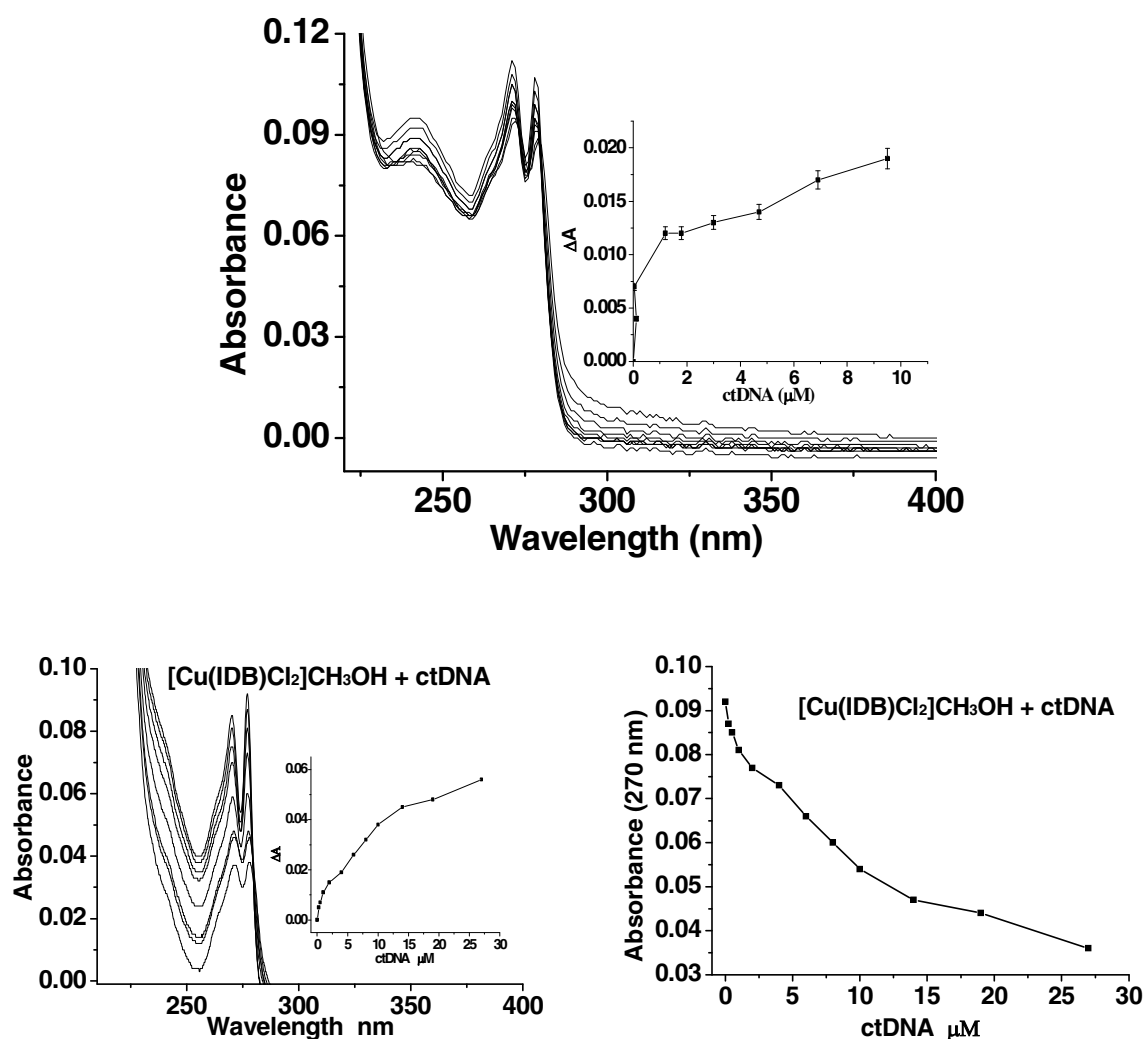 0.12
0.09
0.06
0.03
0.00
Absorbance
250 300 350 400
Wavelength (nm)
0.020
0.015
0.010
0.005
0.000
ΔA
0 2 4 6 8 10
ctDNA (μM)
[Cu(IDB)Cl₂]CH₃OH + ctDNA
0.10
0.08
0.06
0.04
0.02
0.00
Absorbance
250 300 350 400
Wavelength nm
0.06
0.04
0.02
0.00
ΔA
0 5 10 15 20 25 30
ctDNA μM
[Cu(IDB)Cl₂]CH₃OH + ctDNA
0.10
0.09
0.08
0.07
0.06
0.05
0.04
0.03
Absorbance (270 nm)
0 5 10 15 20 25 30
ctDNA μM